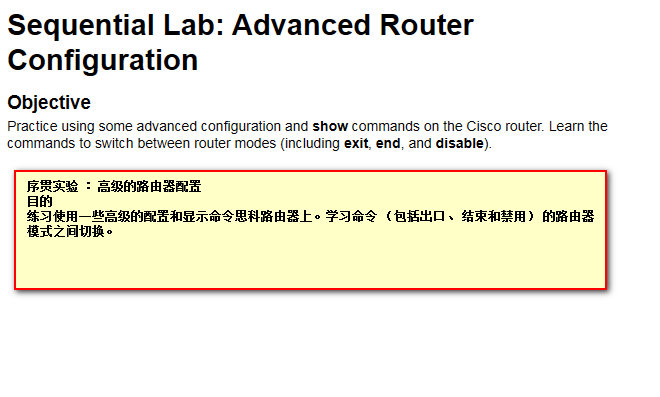 Sequential Lab: Advanced Router
Configuration
Objective
Practice using some advanced configuration and show commands on the Cisco router. Learn the
commands to switch between router modes (including exit, end, and disable).
序贯实验 ： 高级的路由器配置
目的
练习使用一些高级的配置和显示命令思科路由器上。学习命令 （包括出口、 结束和禁用） 的路由器
模式之间切换。